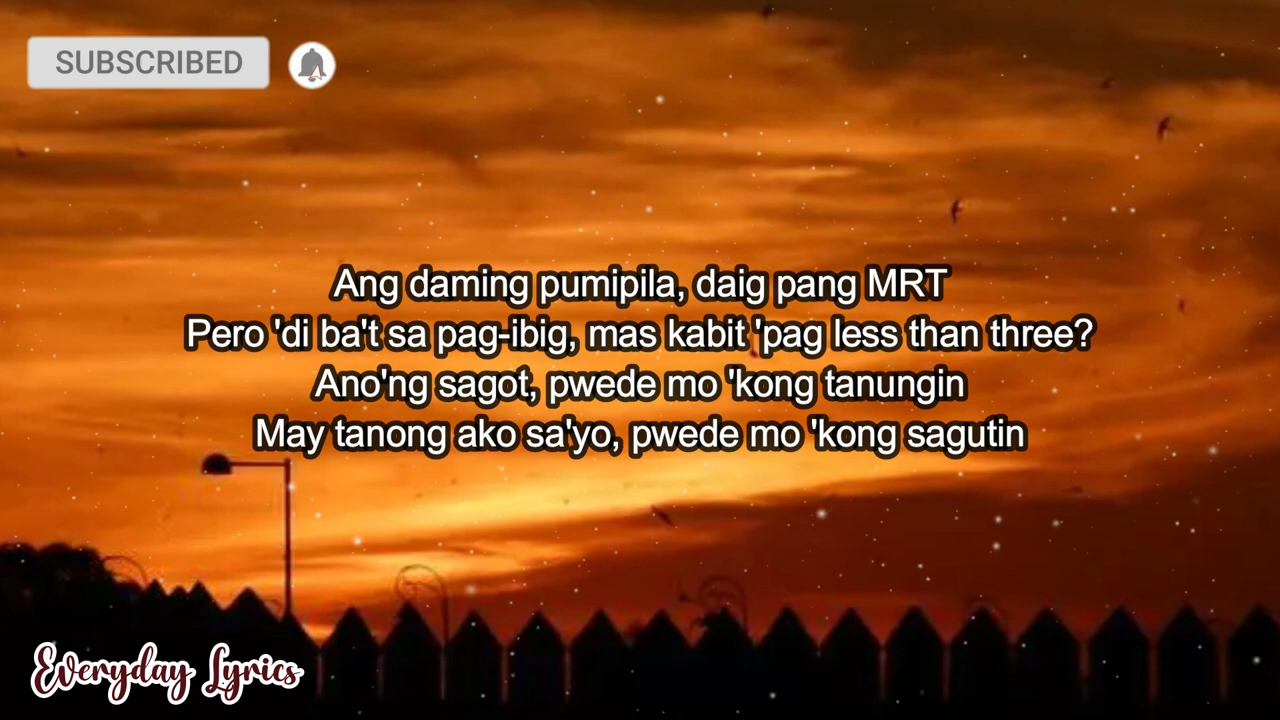 SUBSCRIBED
Ang daming pumipila, daig pang MRT
Pero 'di ba't sa pag-ibig, mas kabit 'pag less than three?
Ano'ng sagot, pwede mo 'kong tanungin
May tanong ako sa'yo, pwede mo 'kong sagutin
Everyday Lyrics